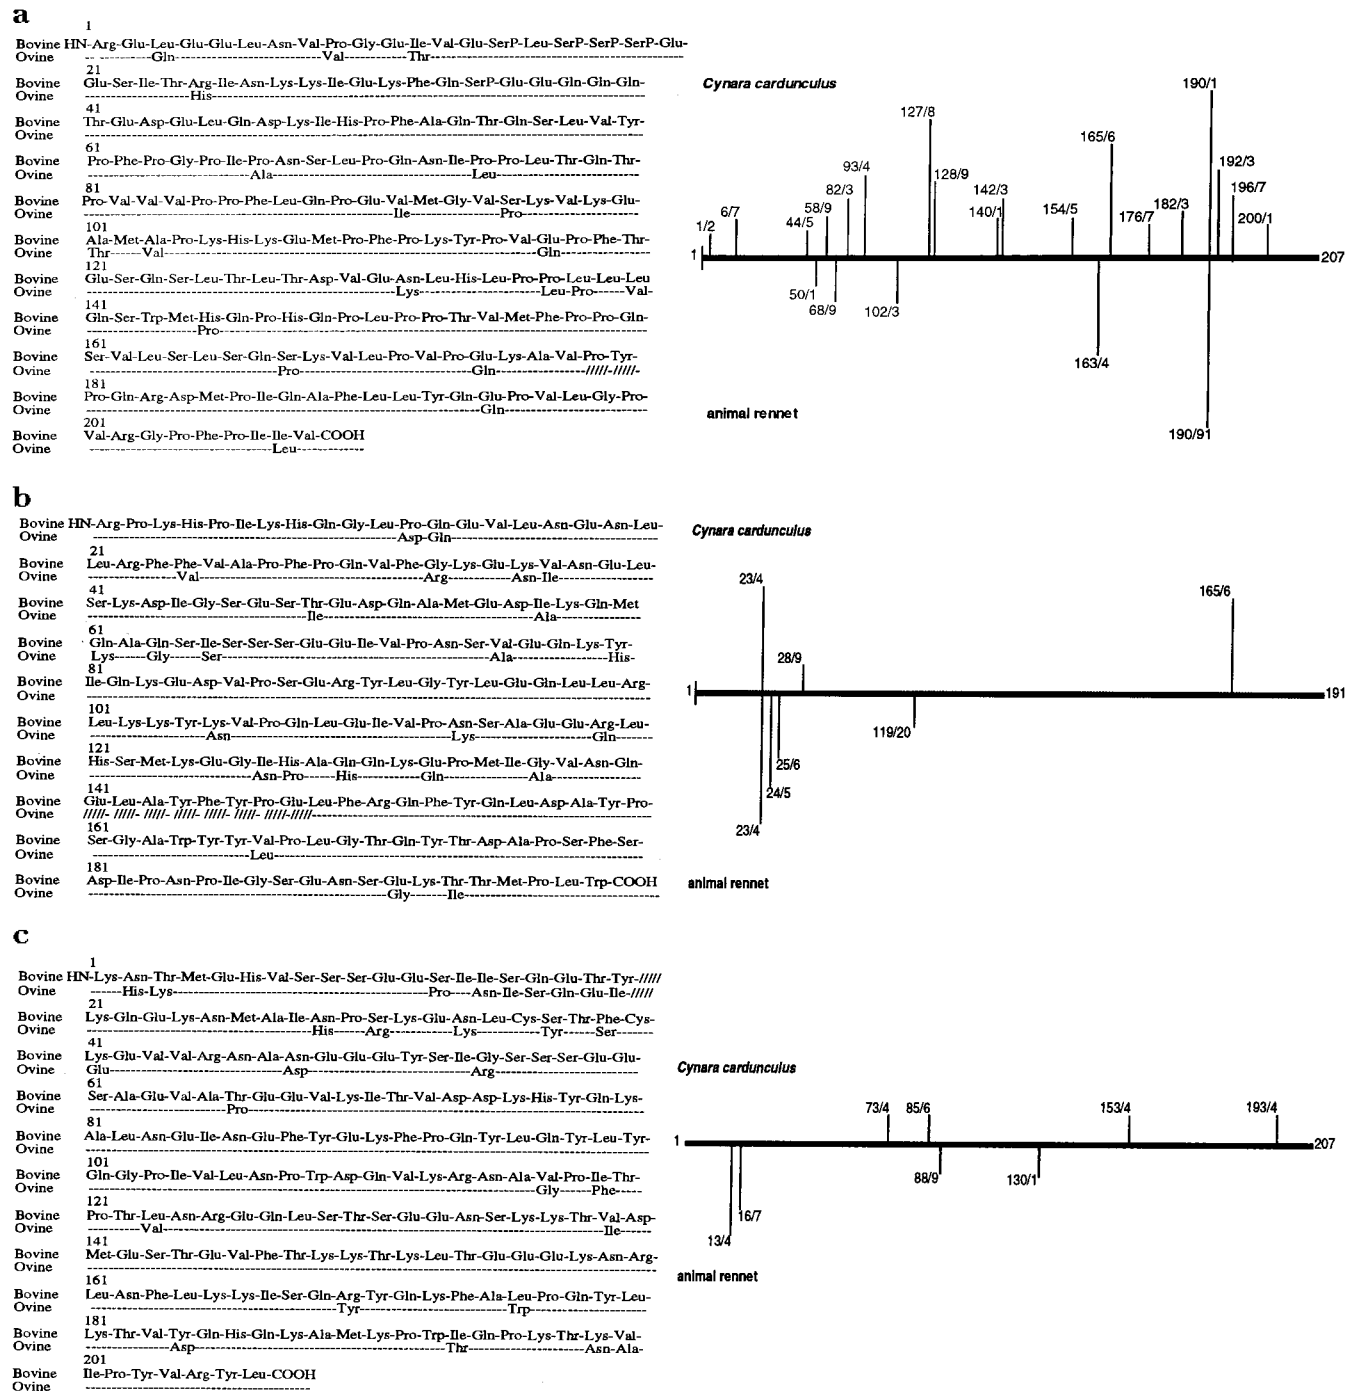 a
1
Bovine HN-Arg-Glu-Leu-Glu-Glu-Leu-Asn-Val-Pro-Gly-Glu-Ile-Val-Glu-SerP-Leu-SerP-SerP-SerP-Glu-
Ovine -- --------Gln----------Val---------Thr----------
21
Bovine Glu-Ser-Ile-Thr-Arg-Ile-Asn-Lys-Lys-Ile-Glu-Lys-Phe-Gln-SerP-Glu-Glu-Gln-Gln-Gln-
Ovine ----------His----------
41
Bovine Thr-Glu-Asp-Glu-Leu-Gln-Asp-Lys-Ile-His-Pro-Phe-Ala-Gln-Thr-Gln-Ser-Leu-Val-Tyr-
Ovine ----------
61
Bovine Pro-Phe-Pro-Gly-Pro-Ile-Pro-Asn-Ser-Leu-Pro-Gln-Asn-Ile-Pro-Pro-Leu-Thr-Gln-Thr-
Ovine ----------Ala----------Leu----------
81
Bovine Pro-Val-Val-Val-Pro-Pro-Phe-Leu-Gln-Pro-Glu-Val-Met-Gly-Val-Ser-Lys-Val-Lys-Glu-
Ovine ----------Ile----------Pro----------
101
Bovine Ala-Met-Ala-Pro-Lys-His-Lys-Glu-Met-Pro-Phe-Pro-Lys-Tyr-Pro-Val-Glu-Pro-Phe-Thr-
Ovine Thr-----Val----------Gln----------
121
Bovine Glu-Ser-Gln-Ser-Leu-Thr-Leu-Thr-Asp-Val-Glu-Asn-Leu-His-Leu-Pro-Pro-Leu-Leu-Leu
Ovine ----------Lys----------Leu-Pro------Val-
141
Bovine Gln-Ser-Trp-Met-His-Gln-Pro-His-Gln-Pro-Leu-Pro-Pro-Thr-Val-Met-Phe-Pro-Pro-Gln-
Ovine ----------Pro----------
161
Bovine Ser-Val-Leu-Ser-Leu-Ser-Gln-Ser-Lys-Val-Leu-Pro-Val-Pro-Glu-Lys-Ala-Val-Pro-Tyr-
Ovine ----------Pro----------Gln----------/////-/////-
181
Bovine Pro-Gln-Arg-Asp-Met-Pro-Ile-Gln-Ala-Phe-Leu-Leu-Tyr-Gln-Glu-Pro-Val-Leu-Gly-Pro-
Ovine ----------Gln----------
201
Bovine Val-Arg-Gly-Pro-Phe-Pro-Ile-Ile-Val-COOH
Ovine ----------Leu----------
Cynara cardunculus
190/1
127/8
165/6
93/4
128/9
192/3
82/3
142/3
196/7
1/2
6/7
44/5
58/9
140/1
154/5
176/7
182/3
200/1
1
207
50/1
68/9
102/3
163/4
animal rennet
190/91
b
Bovine HN-Arg-Pro-Lys-His-Pro-Ile-Lys-His-Gln-Gly-Leu-Pro-Gln-Glu-Val-Leu-Asn-Glu-Asn-Leu-
Ovine ----------Asp-Gln----------
21
Bovine Leu-Arg-Phe-Phe-Val-Ala-Pro-Phe-Pro-Gln-Val-Phe-Gly-Lys-Glu-Lys-Val-Asn-Glu-Leu-
Ovine ----------Val----------Arg----------Asn-Ile----------
41
Bovine Ser-Lys-Asp-Ile-Gly-Ser-Glu-Ser-Thr-Glu-Asp-Gln-Ala-Met-Glu-Asp-Ile-Lys-Gln-Met
Ovine ----------Ile----------Ala----------
61
Bovine Gln-Ala-Gln-Ser-Ile-Ser-Ser-Ser-Glu-Glu-Ile-Val-Pro-Asn-Ser-Val-Glu-Gln-Lys-Tyr-
Ovine Lys------Gly-----Ser----------Ala----------His-
81
Bovine Ile-Gln-Lys-Glu-Asp-Val-Pro-Ser-Glu-Arg-Tyr-Leu-Gly-Tyr-Leu-Glu-Gln-Leu-Leu-Arg-
Ovine ----------
101
Bovine Leu-Lys-Lys-Tyr-Lys-Val-Pro-Gln-Leu-Glu-Ile-Val-Pro-Asn-Ser-Ala-Glu-Glu-Arg-Leu-
Ovine ----------Asn----------Lys----------Gln-------
121
Bovine His-Ser-Met-Lys-Glu-Gly-Ile-His-Ala-Gln-Gln-Lys-Glu-Pro-Met-Ile-Gly-Val-Asn-Gln-
Ovine ----------Asn-Pro------His----------Gln----------Ala----------
141
Bovine Glu-Leu-Ala-Tyr-Phe-Tyr-Pro-Glu-Leu-Phe-Arg-Gln-Phe-Tyr-Gln-Leu-Asp-Ala-Tyr-Pro-
Ovine /////- /////- /////- /////- /////- /////- /////-/////----------
161
Bovine Ser-Gly-Ala-Trp-Tyr-Tyr-Val-Pro-Leu-Gly-Thr-Gln-Tyr-Thr-Asp-Ala-Pro-Ser-Phe-Ser-
Ovine ----------Leu----------
181
Bovine Asp-Ile-Pro-Asn-Pro-Ile-Gly-Ser-Glu-Asn-Ser-Glu-Lys-Thr-Thr-Met-Pro-Leu-Trp-COOH
Ovine ----------Gly-------Ile----------
Cynara cardunculus
23/4
165/6
28/9
1
191
119/20
25/6
24/5
23/4
animal rennet
c
1
Bovine HN-Lys-Asn-Thr-Met-Glu-His-Val-Ser-Ser-Ser-Glu-Glu-Ser-Ile-Ile-Ser-Gln-Glu-Thr-Tyr-/////
Ovine ------His-Lys----------Pro----Asn-Ile-Ser-Gln-Glu-Ile-/////
21
Bovine Lys-Gln-Glu-Lys-Asn-Met-Ala-Ile-Asn-Pro-Ser-Lys-Glu-Asn-Leu-Cys-Ser-Thr-Phe-Cys-
Ovine ----------His------Arg----------Lys----------Tyr------Ser-------
41
Bovine Lys-Glu-Val-Val-Arg-Asn-Ala-Asn-Glu-Glu-Glu-Tyr-Ser-Ile-Gly-Ser-Ser-Ser-Glu-Glu-
Ovine Glu----------Asp----------Arg----------
61
Bovine Ser-Ala-Glu-Val-Ala-Thr-Glu-Glu-Val-Lys-Ile-Thr-Val-Asp-Asp-Lys-His-Tyr-Gln-Lys-
Ovine ----------Pro----------
81
Bovine Ala-Leu-Asn-Glu-Ile-Asn-Glu-Phe-Tyr-Glu-Lys-Phe-Pro-Gln-Tyr-Leu-Gln-Tyr-Leu-Tyr-
Ovine ----------
101
Bovine Gln-Gly-Pro-Ile-Val-Leu-Asn-Pro-Trp-Asp-Gln-Val-Lys-Arg-Asn-Ala-Val-Pro-Ile-Thr-
Ovine ----------Gly------Phe-----
121
Bovine Pro-Thr-Leu-Asn-Arg-Glu-Gln-Leu-Ser-Thr-Ser-Glu-Glu-Asn-Ser-Lys-Lys-Thr-Val-Asp-
Ovine ----------Val----------Ile------
141
Bovine Met-Glu-Ser-Thr-Glu-Val-Phe-Thr-Lys-Lys-Thr-Lys-Leu-Thr-Glu-Glu-Glu-Lys-Asn-Arg-
Ovine ----------
161
Bovine Leu-Asn-Phe-Leu-Lys-Lys-Ile-Ser-Gln-Arg-Tyr-Gln-Lys-Phe-Ala-Leu-Pro-Gln-Tyr-Leu-
Ovine ----------Tyr----------Trp----------
181
Bovine Lys-Thr-Val-Tyr-Gln-His-Gln-Lys-Ala-Met-Lys-Pro-Trp-Ile-Gln-Pro-Lys-Thr-Lys-Val-
Ovine ----------Asp----------Thr----------Asn-Ala-
201
Bovine Ile-Pro-Tyr-Val-Arg-Tyr-Leu-COOH
Ovine ----------
Cynara cardunculus
73/4
85/6
153/4
193/4
1
207
88/9
130/1
16/7
13/4
animal rennet